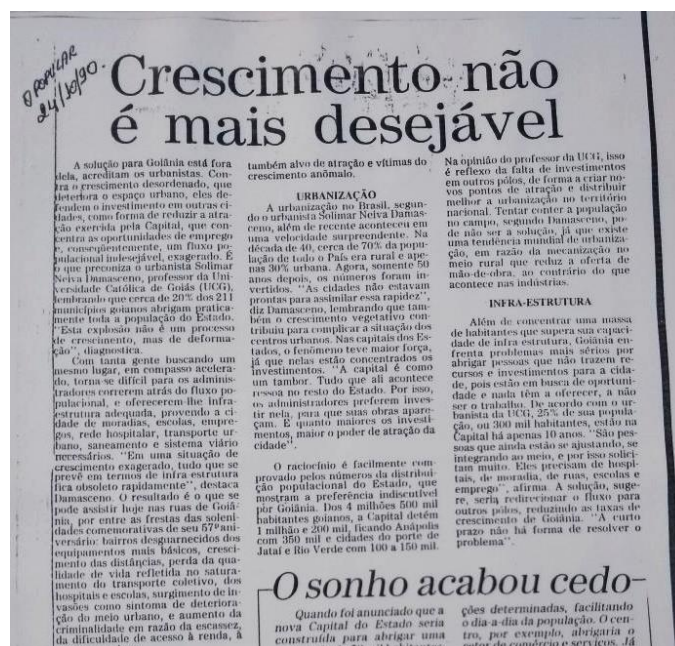 O POPULAR
24/10/90.
Crescimento não
é mais desejável
A solução para Goiânia está fora
dela, acreditam os urbanistas. Con-
tra o crescimento desordenado, que
deteriora o espaço urbano, eles de-
fendem o investimento em outras ci-
dades, como forma de reduzir a atra-
ção exercida pela Capital, que con-
centra as oportunidades de emprego
e, conseqüentemente, um fluxo po-
pulacional indesejável, exagerado. É
o que preconiza o urbanista Solimar
Neiva Damasceno, professor da Uni-
versidade Católica de Goiás (UCG),
lembrando que cerca de 20% dos 211
municípios goianos abrigam pratica-
mente toda a população do Estado.
"Esta explosão não é um processo
de crescimento, mas de deforma-
ção", diagnostica.
Com tanta gente buscando um
mesmo lugar, em compasso acelera-
do, torna-se difícil para os adminis-
tradores correrem atrás do fluxo po-
pulacional, e oferecerem-lhe infra-
estrutura adequada, provendo a ci-
dade de moradias, escolas, empre-
gos, rede hospitalar, transporte ur-
bano, saneamento e sistema viário
necessários. "Em uma situação de
crescimento exagerado, tudo que se
prevê em termos de infra estrutura
fica obsoleto rapidamente", destaca
Damasceno. O resultado é o que se
pode assistir hoje nas ruas de Goiâ-
nia, por entre as frestas das soleni-
dades comemorativas de seu 57º ani-
versário: bairros desguarnecidos dos
equipamentos mais básicos, cresci-
mento das distâncias, perda da qua-
lidade de vida refletida no satura-
mento do transporte coletivo, dos
hospitais e escolas, surgimento de in-
vasões como sintoma de deteriora-
ção do meio urbano, e aumento da
criminalidade em razão da escassez,
da dificuldade de acesso à renda, à
também alvo de atração e vítimas do
crescimento anômalo.
URBANIZAÇÃO
A urbanização no Brasil, segun-
do o urbanista Solimar Neiva Damas-
ceno, além de recente aconteceu em
uma velocidade surpreendente. Na
década de 40, cerca de 70% da popu-
lação de todo o País era rural e ape-
nas 30% urbana. Agora, somente 50
anos depois, os números foram in-
vertidos. "As cidades não estavam
prontas para assimilar essa rapidez",
diz Damasceno, lembrando que tam-
bém o crescimento vegetativo con-
tribuiu para complicar a situação dos
centros urbanos. Nas capitais dos Es-
tados, o fenômeno teve maior força,
já que nelas estão concentrados os
investimentos. "A capital é como
um tambor. Tudo que ali acontece
ressoa no resto do Estado. Por isso,
os administradores preferem inves-
tir nela, para que suas obras apare-
çam. E quanto maiores os investi-
mentos, maior o poder de atração da
cidade".
O raciocínio é facilmente com-
provado pelos números da distribui-
ção populacional do Estado, que
mostram a preferência indiscutível
por Goiânia. Dos 4 milhões 500 mil
habitantes goianos, a Capital detém
1 milhão e 200 mil, ficando Anápolis
com 350 mil e cidades do porte de
Jataí e Rio Verde com 100 a 150 mil.
Na opinião do professor da UCG, isso
é reflexo da falta de investimentos
em outros pólos, de forma a criar no-
vos pontos de atração e distribuir
melhor a urbanização no território
nacional. Tentar conter a população
no campo, segundo Damasceno, po-
de não ser a solução, já que existe
uma tendência mundial de urbaniza-
ção, em razão da mecanização no
meio rural que reduz a oferta de
mão-de-obra, ao contrário do que
acontece nas indústrias.
INFRA-ESTRUTURA
Além de concentrar uma massa
de habitantes que supera sua capaci-
dade de infra estrutura, Goiânia en-
frenta problemas mais sérios por
abrigar pessoas que não trazem re-
cursos e investimentos para a cida-
de, pois estão em busca de oportuni-
dade e nada têm a oferecer, a não
ser o trabalho. De acordo com o ur-
banista da UCG, 25% de sua popula-
ção, ou 300 mil habitantes, estão na
Capital há apenas 10 anos. "São pes-
soas que ainda estão se ajustando, se
integrando ao meio, e por isso solici-
tam muito. Eles precisam de hospi-
tais, de moradia, de ruas, escolas e
emprego", afirma. A solução, suge-
re, seria redirecionar o fluxo para
outros pólos, reduzindo as taxas de
crescimento de Goiânia. "A curto
prazo não há forma de resolver o
problema".
O sonho acabou cedo
Quando foi anunciado que a
nova Capital do Estado seria
construída para abrigar uma
ções determinadas, facilitando
o dia-a-dia da população. O cen-
tro, por exemplo, abrigaria o
setor de comércio e serviços. Já